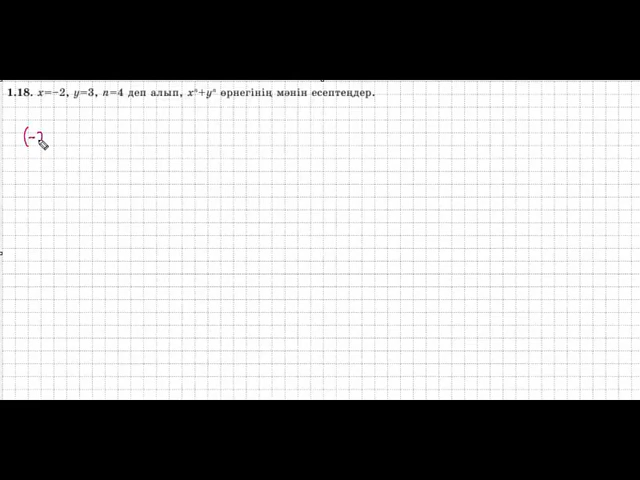 1.18. x=−2, y=3, n=4 деп алып, xⁿ+yⁿ өрнегінің мәнін есептеңдер.
(-2